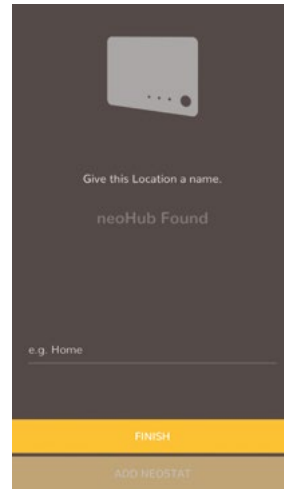 Give this Location a name.
neoHub Found
e.g. Home
FINISH
ADD NEOSTAT